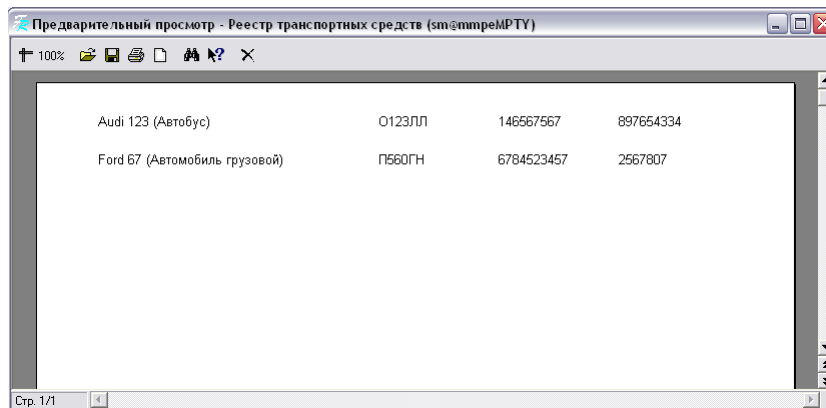 Предварительный просмотр - Реестр транспортных средств (sm@mmpeMPTY)
100%
Audi 123 (Автобус) О123ЛЛ 146567567 897654334
Ford 67 (Автомобиль грузовой) П560ГН 6784523457 2567807
Стр. 1/1